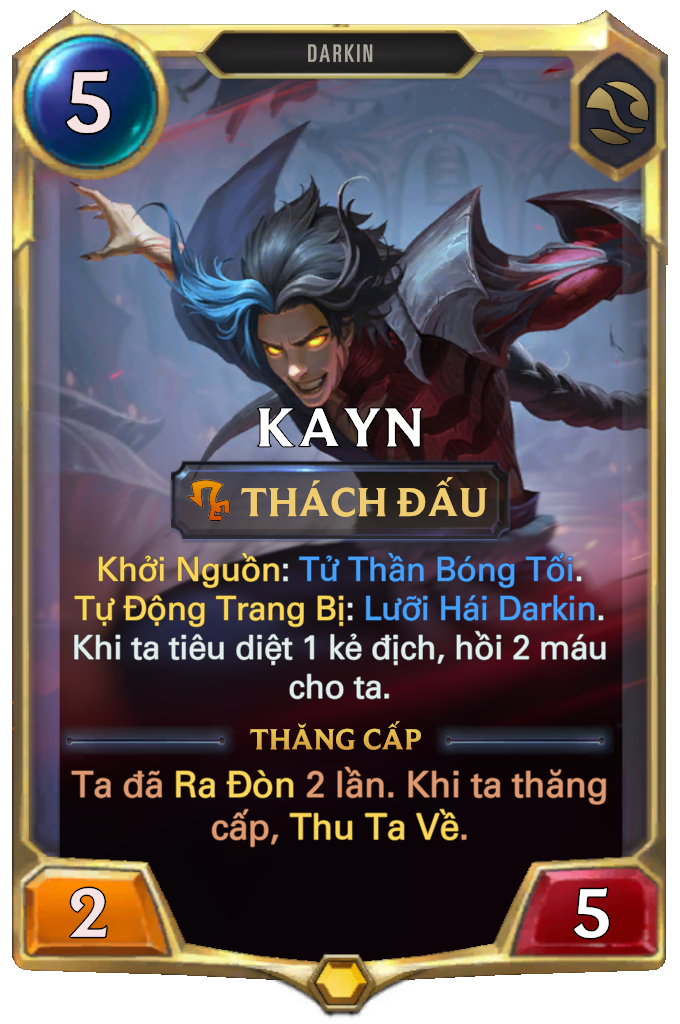 5
DARKIN
KAYN
THÁCH ĐẤU
Khởi Nguồn: Tử Thần Bóng Tối.
Tự Động Trang Bị: Lưỡi Hái Darkin.
Khi ta tiêu diệt 1 kẻ địch, hồi 2 máu
cho ta.
THĂNG CẤP
Ta đã Ra Đòn 2 lần. Khi ta thăng
cấp, Thu Ta Về.
2
5